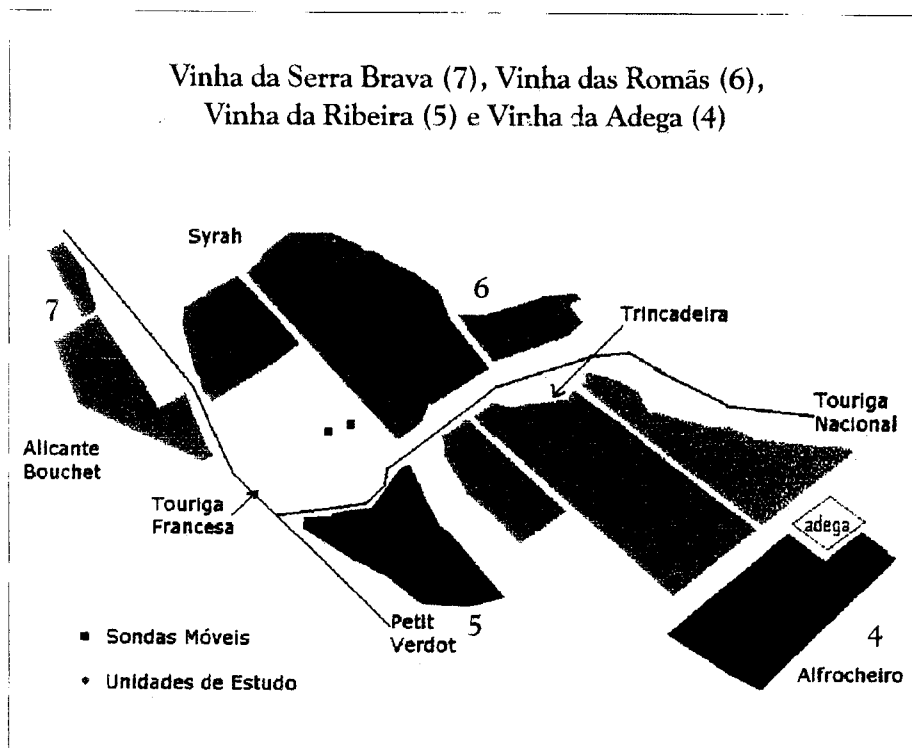 Vinha da Serra Brava (7), Vinha das Romãs (6),
Vinha da Ribeira (5) e Vinha da Adega (4)
Syrah
6
7
Trincadeira
Touriga
Nacional
Alicante
Bouchet
Touriga
Francesa
adega
Petit
Verdot
5
4
Alfrocheiro
Sondas Móveis
Unidades de Estudo